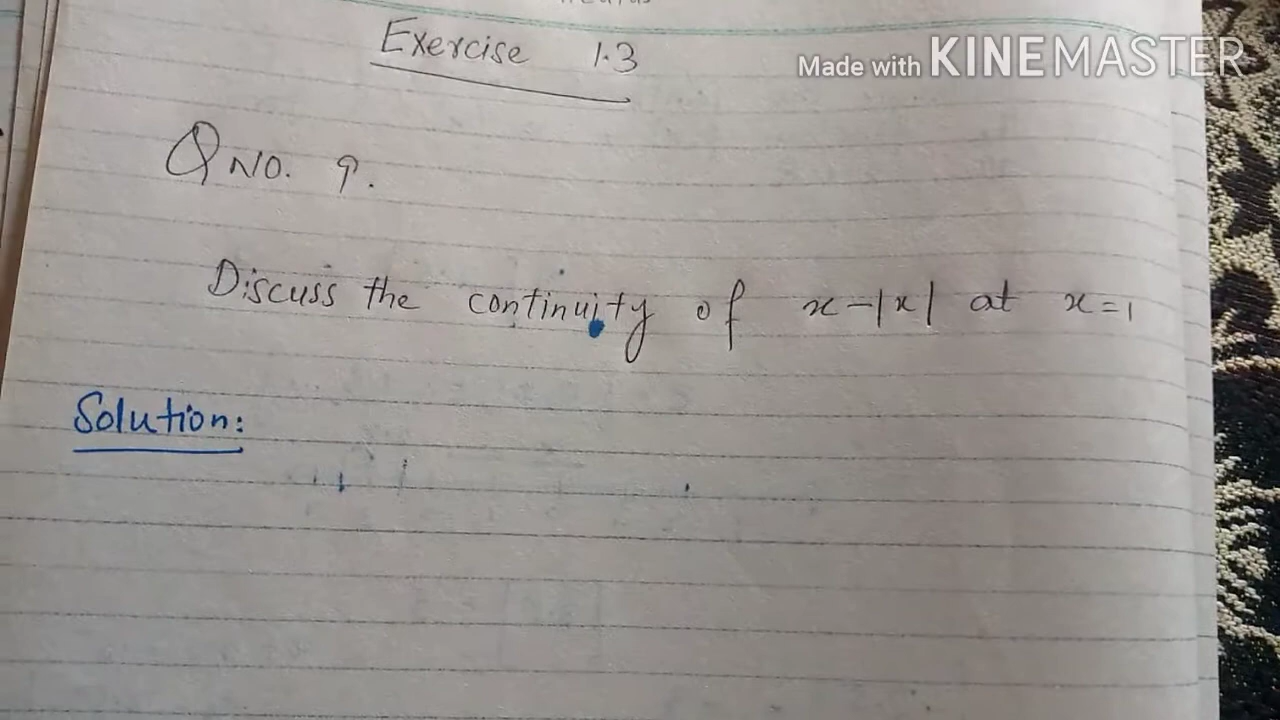 Exercise 1.3
Made with KINEMASTER
Q NO. 9.
Discuss the continuity of x-|x| at x=1
Solution: